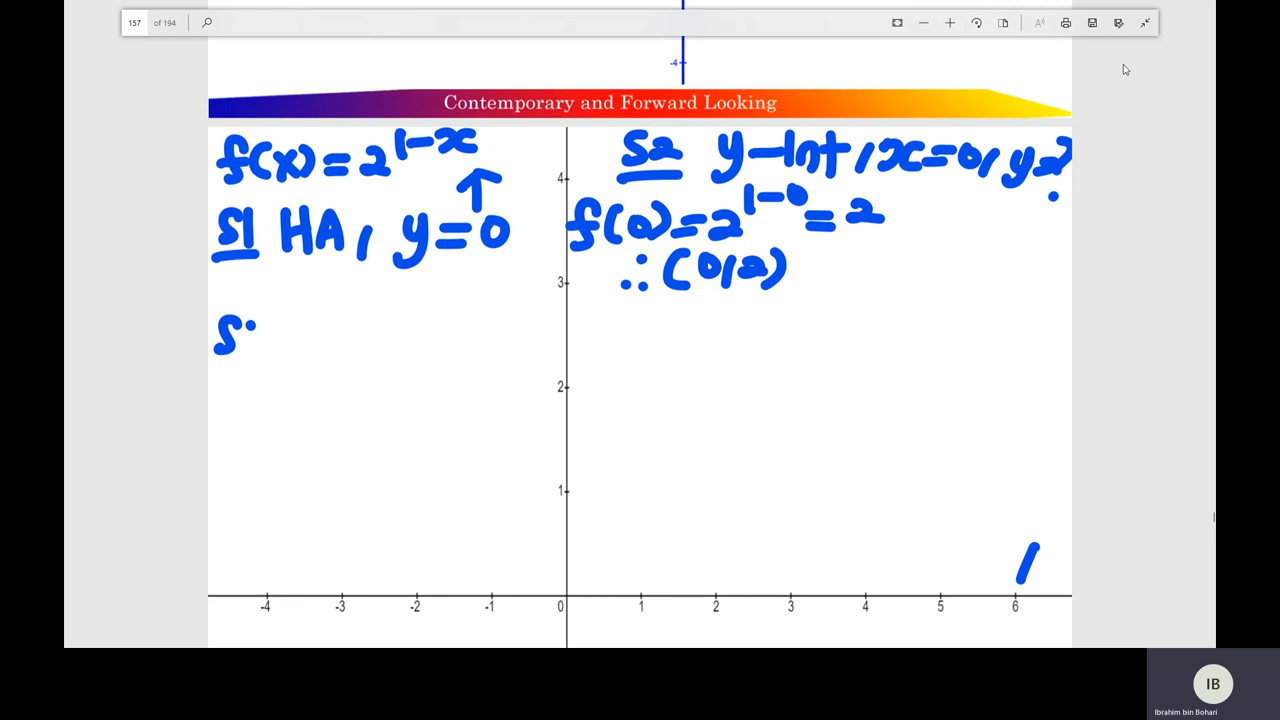 157 of 194
-4
Contemporary and Forward Looking
f(x) = 2^{1-x}
S1 HA, y = 0
S2 y-Int, x=0, y=?
f(0) = 2^{1-0} = 2
∴ (0,2)
S
4
3
2
1
-4 -3 -2 -1 0 1 2 3 4 5 6
IB
Ibrahim bin Bohari